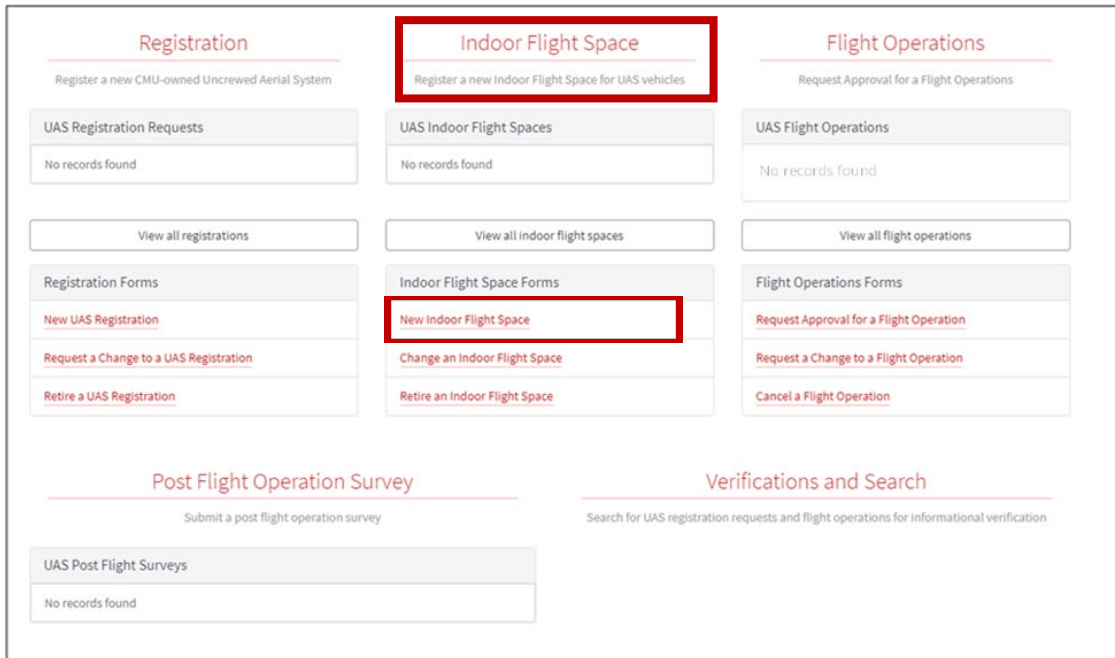 Registration
Register a new CMU-owned Uncrewed Aerial System
UAS Registration Requests
No records found
View all registrations
Registration Forms
New UAS Registration
Request a Change to a UAS Registration
Retire a UAS Registration
Indoor Flight Space
Register a new Indoor Flight Space for UAS vehicles
UAS Indoor Flight Spaces
No records found
View all indoor flight spaces
Indoor Flight Space Forms
New Indoor Flight Space
Change an Indoor Flight Space
Retire an Indoor Flight Space
Flight Operations
Request Approval for a Flight Operations
UAS Flight Operations
No records found
View all flight operations
Flight Operations Forms
Request Approval for a Flight Operation
Request a Change to a Flight Operation
Cancel a Flight Operation
Post Flight Operation Survey
Submit a post flight operation survey
UAS Post Flight Surveys
No records found
Verifications and Search
Search for UAS registration requests and flight operations for informational verification